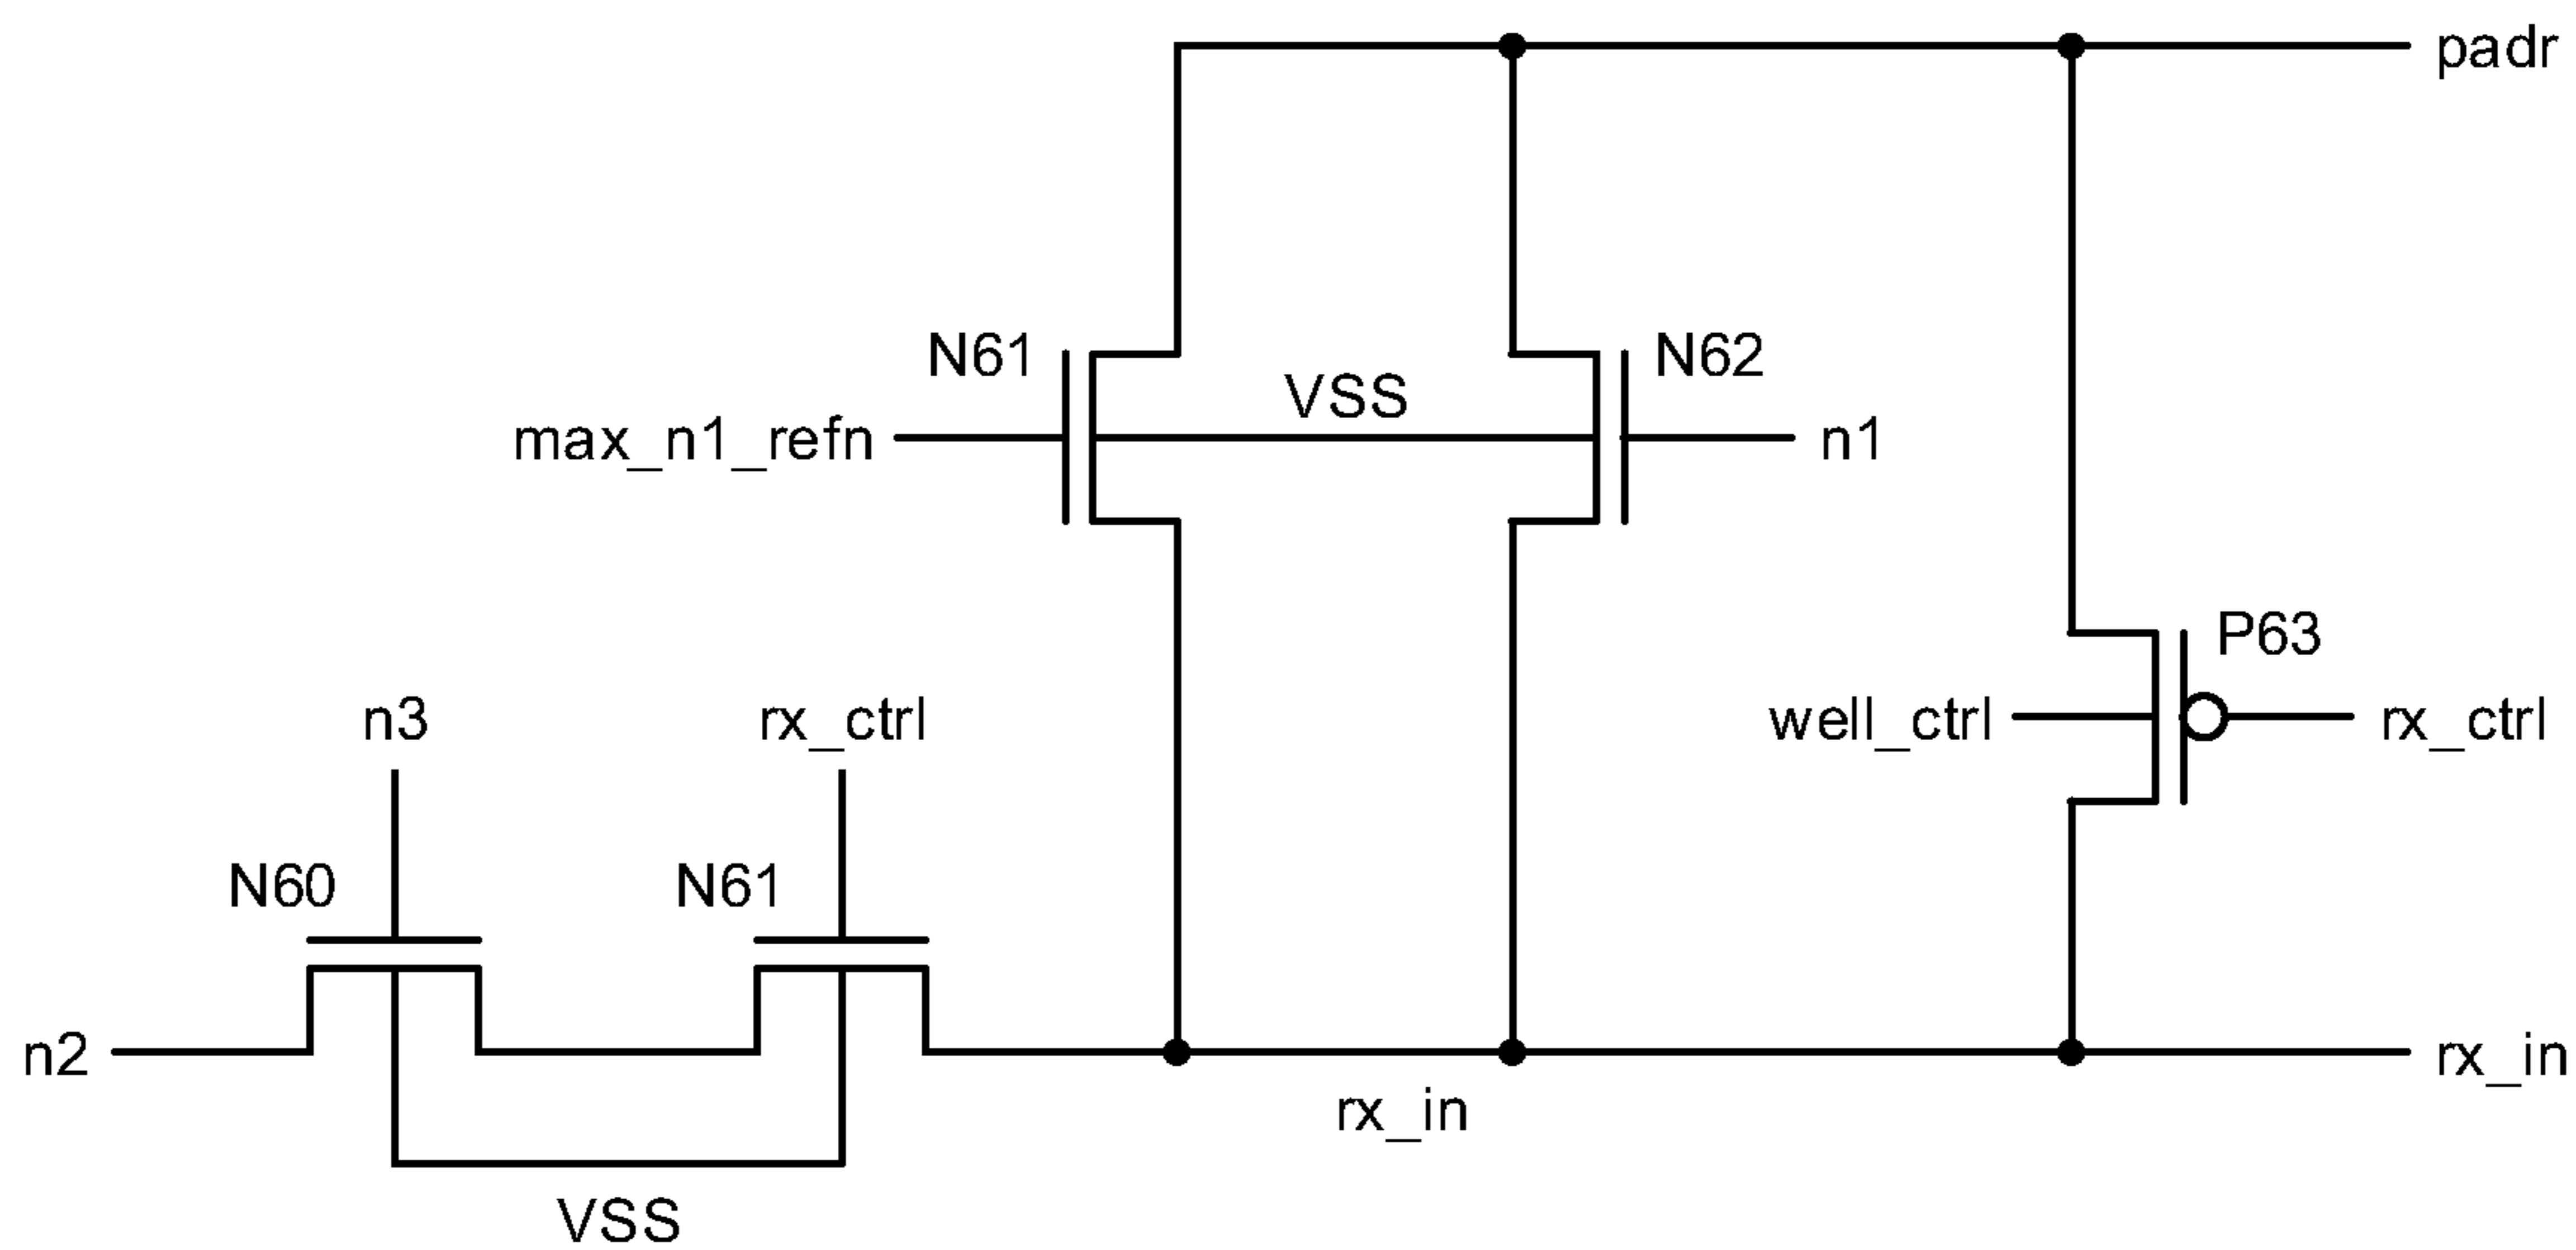 padr
N61
N62
VSS
max_n1_refn
n1
P63
n3
rx_ctrl
well_ctrl
rx_ctrl
N60
N61
n2
rx_in
rx_in
VSS